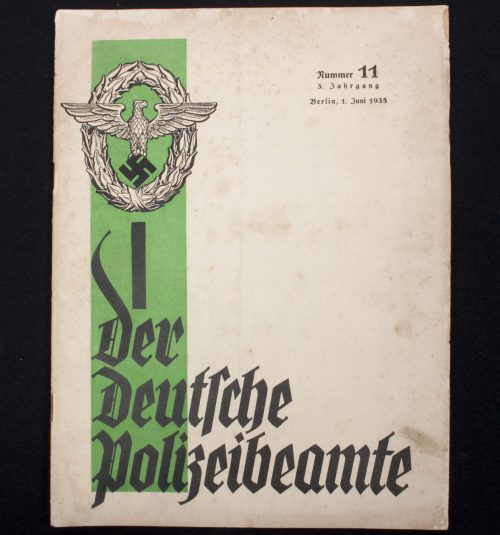 Nummer 11
3. Jahrgang
Berlin, 1. Juni 1935
Der
Deutsche
Polizeibeamte